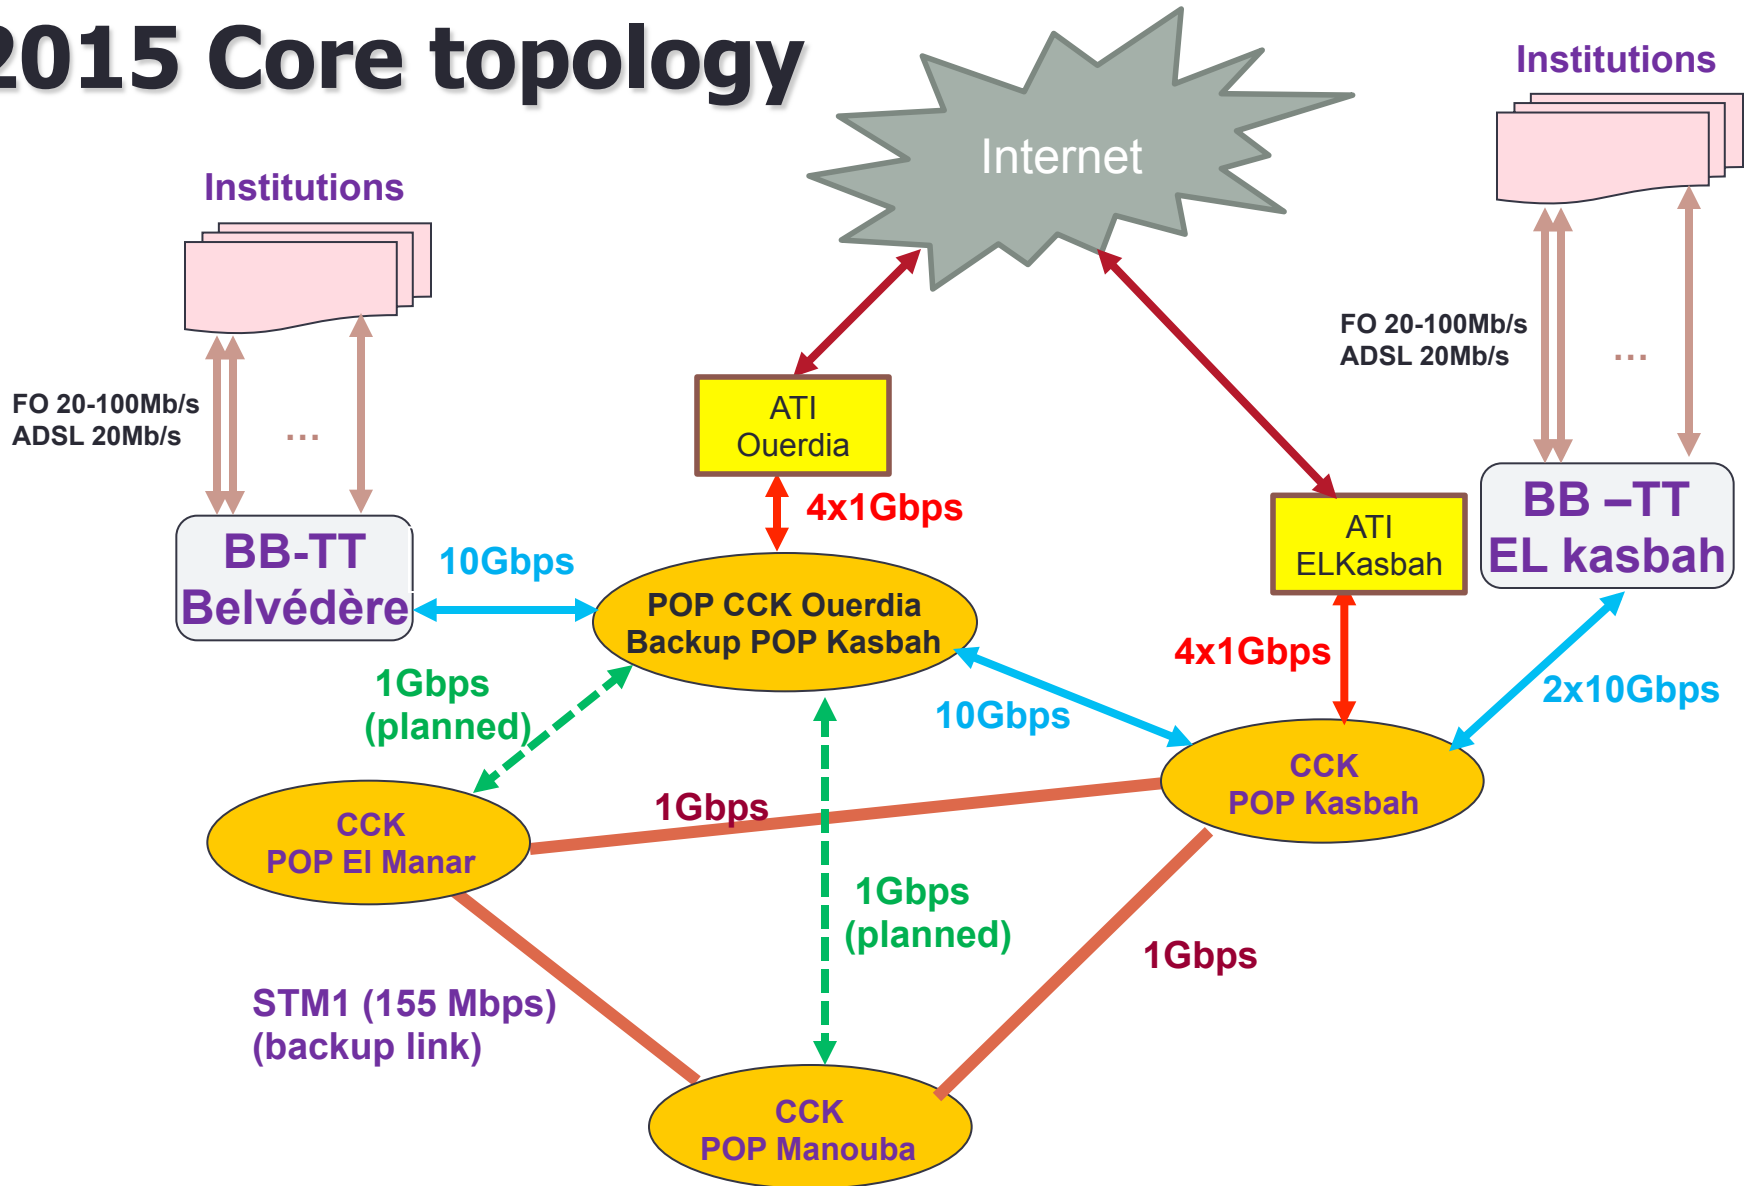 2015 Core topology
Institutions
Internet
Institutions
FO 20-100Mb/s
ADSL 20Mb/s
...
FO 20-100Mb/s
ADSL 20Mb/s
...
ATI
Ouerdia
4x1Gbps
ATI
ELKasbah
BB –TT
EL kasbah
BB-TT
Belvédère
10Gbps
POP CCK Ouerdia
Backup POP Kasbah
4x1Gbps
2x10Gbps
1Gbps
(planned)
10Gbps
CCK
POP Kasbah
1Gbps
CCK
POP El Manar
1Gbps
(planned)
1Gbps
STM1 (155 Mbps)
(backup link)
CCK
POP Manouba